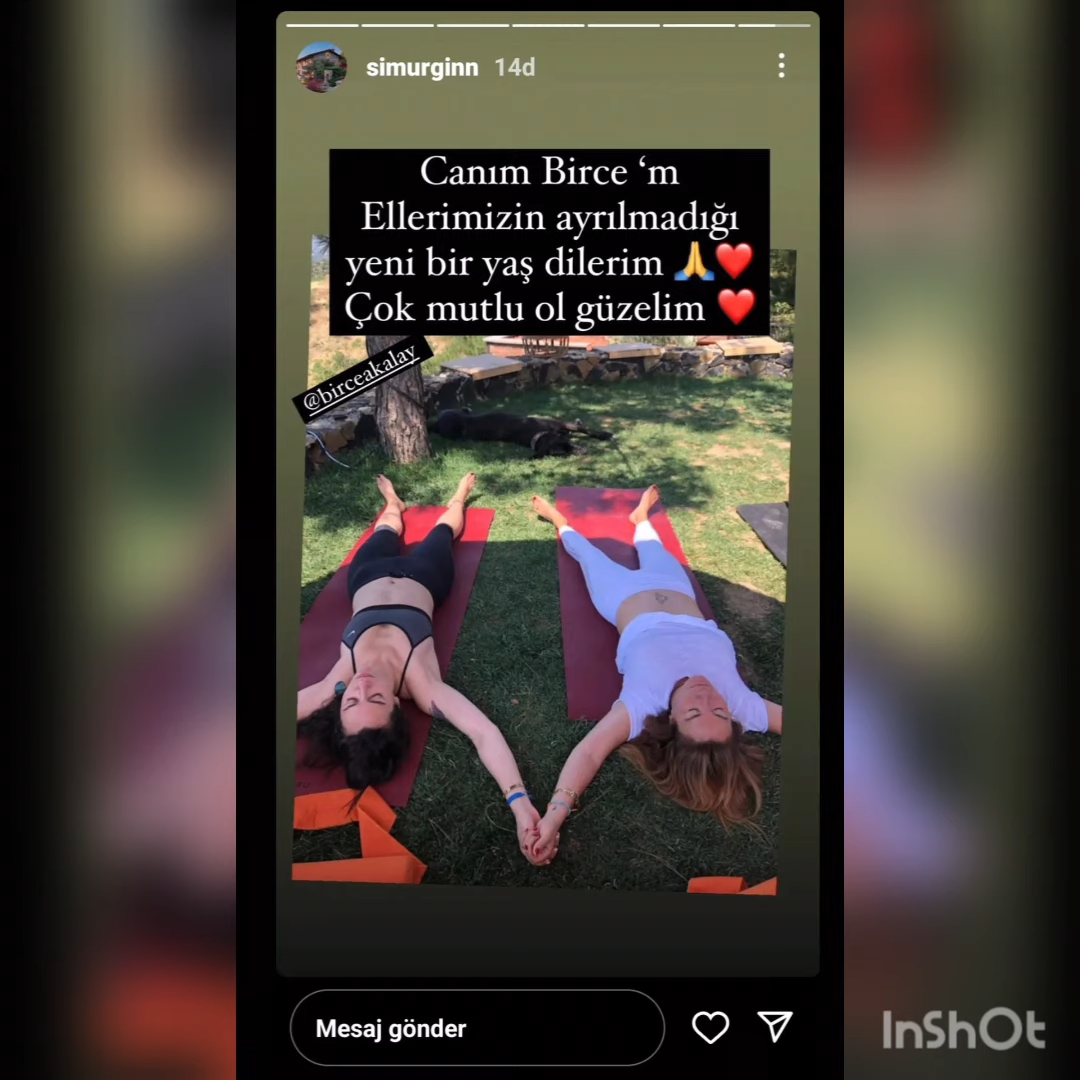 simurginn 14d
Canım Birce ‘m
Ellerimizin ayrılmadığı
yeni bir yaş dilerim 🙏❤️
Çok mutlu ol güzelim ❤️
@birceakalay
Mesaj gönder
InShOt